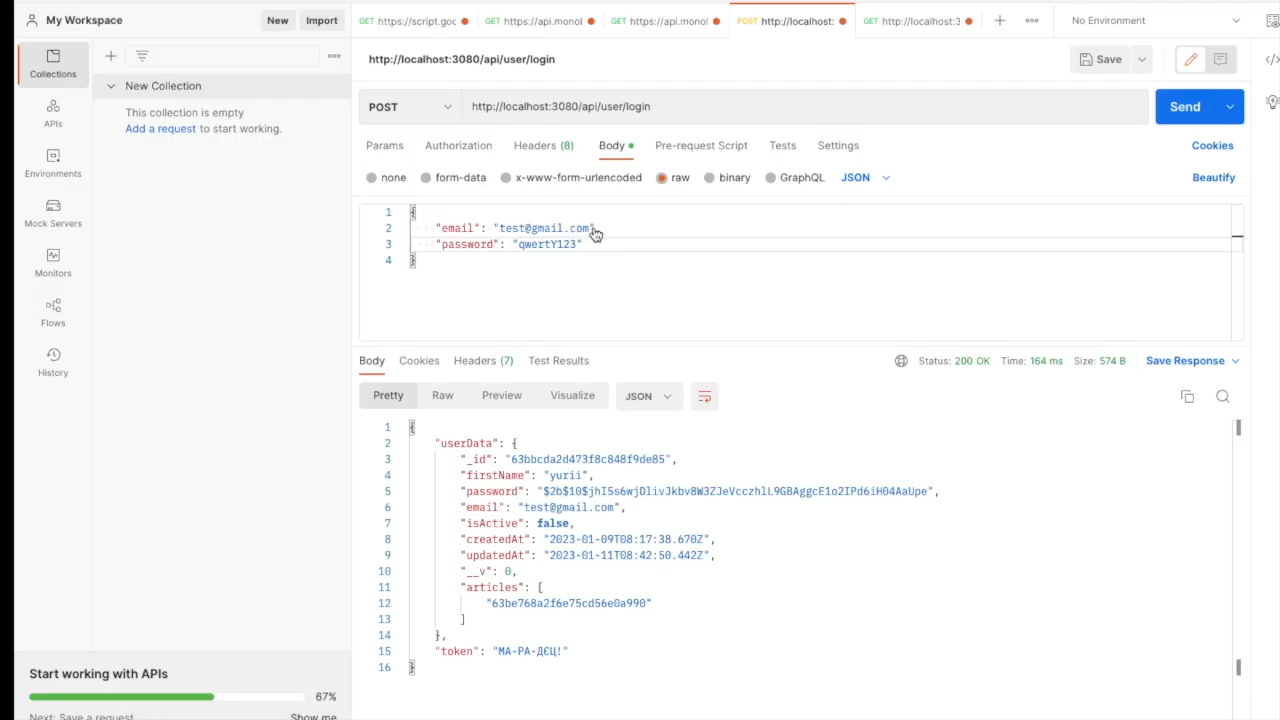 My Workspace
New
Import
GET https://script.goo
GET https://api.monol
GET https://api.monol
POST http://localhost:
GET http://localhost:3
No Environment
Collections
APIs
Environments
Mock Servers
Monitors
Flows
History
New Collection
This collection is empty
Add a request to start working.
http://localhost:3080/api/user/login
Save
POST
http://localhost:3080/api/user/login
Send
Params
Authorization
Headers (8)
Body
Pre-request Script
Tests
Settings
Cookies
none
form-data
x-www-form-urlencoded
raw
binary
GraphQL
JSON
Beautify
1 {
2 "email": "test@gmail.com",
3 "password": "qwertY123"
4 }
Body
Cookies
Headers (7)
Test Results
Status: 200 OK
Time: 164 ms
Size: 574 B
Save Response
Pretty
Raw
Preview
Visualize
JSON
1 {
2 "userData": {
3 "_id": "63bbcda2d473f8c848f9de85",
4 "firstName": "yurii",
5 "password": "$2b$10$jhI5s6wjDlivJkbv8W3ZJeVcczhlL9GBAggcE1o2IPd6iH04AaUpe",
6 "email": "test@gmail.com",
7 "isActive": false,
8 "createdAt": "2023-01-09T08:17:38.670Z",
9 "updatedAt": "2023-01-11T08:42:50.442Z",
10 "__v": 0,
11 "articles": [
12 "63be768a2f6e75cd56e0a990"
13 ]
14 },
15 "token": "МА-РА-ДЄЦ!"
16 }
Start working with APIs
67%
Next: Save a request.
Show me